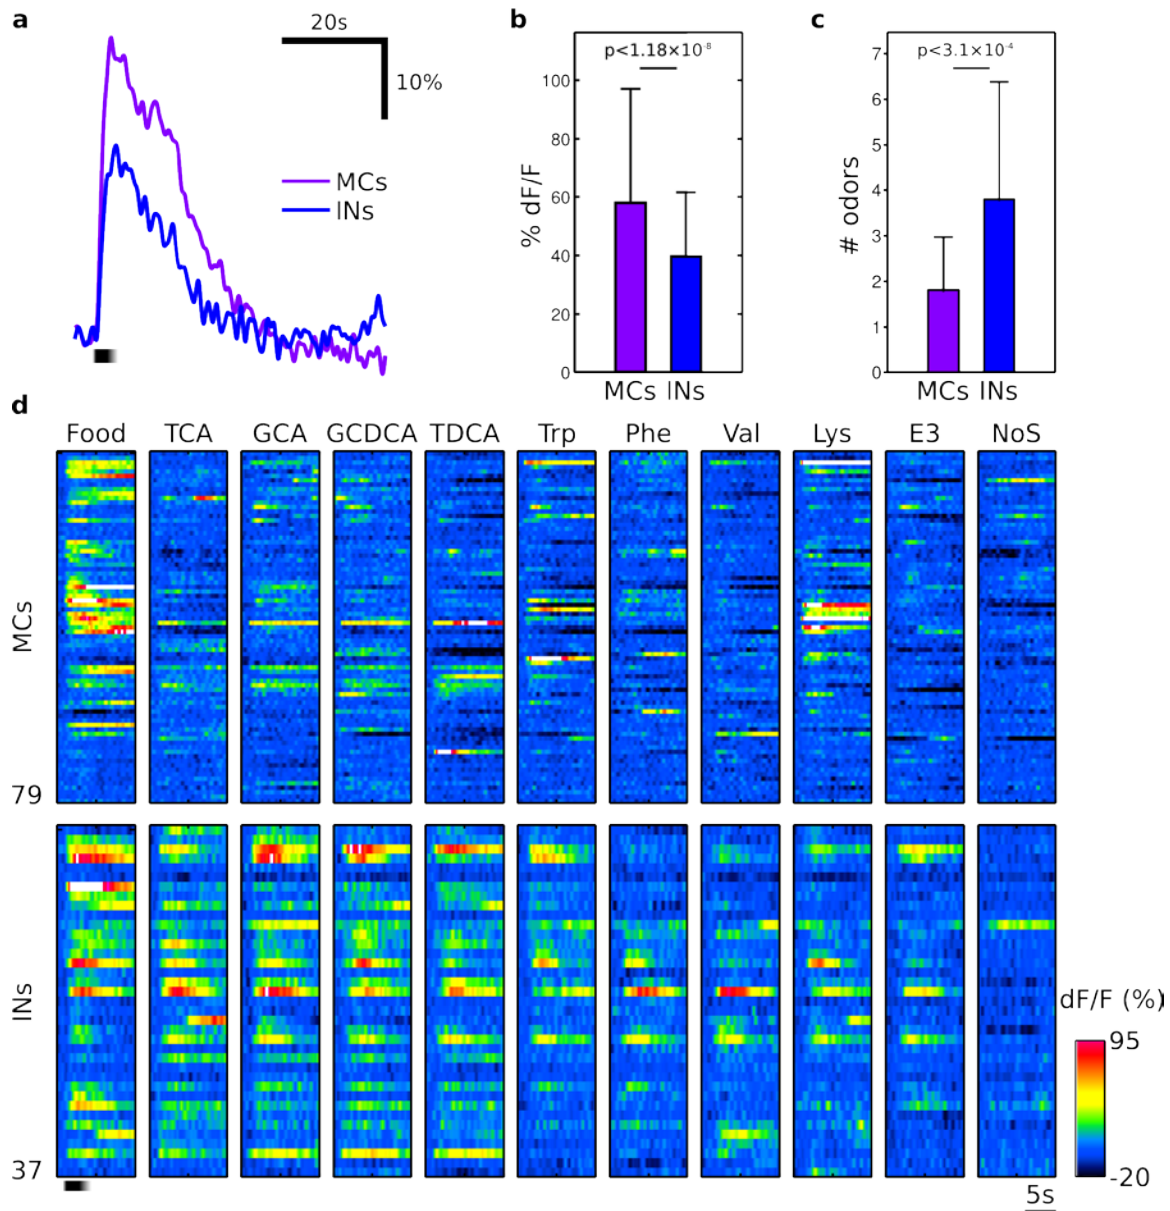 a
20s
10%
MCs
INs
b
p<1.18×10⁻⁸
% dF/F
100
80
60
40
20
0
MCs INs
c
p<3.1×10⁻⁴
# odors
7
6
5
4
3
2
1
0
MCs INs
d
Food TCA GCA GCDCA TDCA Trp Phe Val Lys E3 NoS
MCs
79
INs
37
dF/F (%)
95
-20
5s